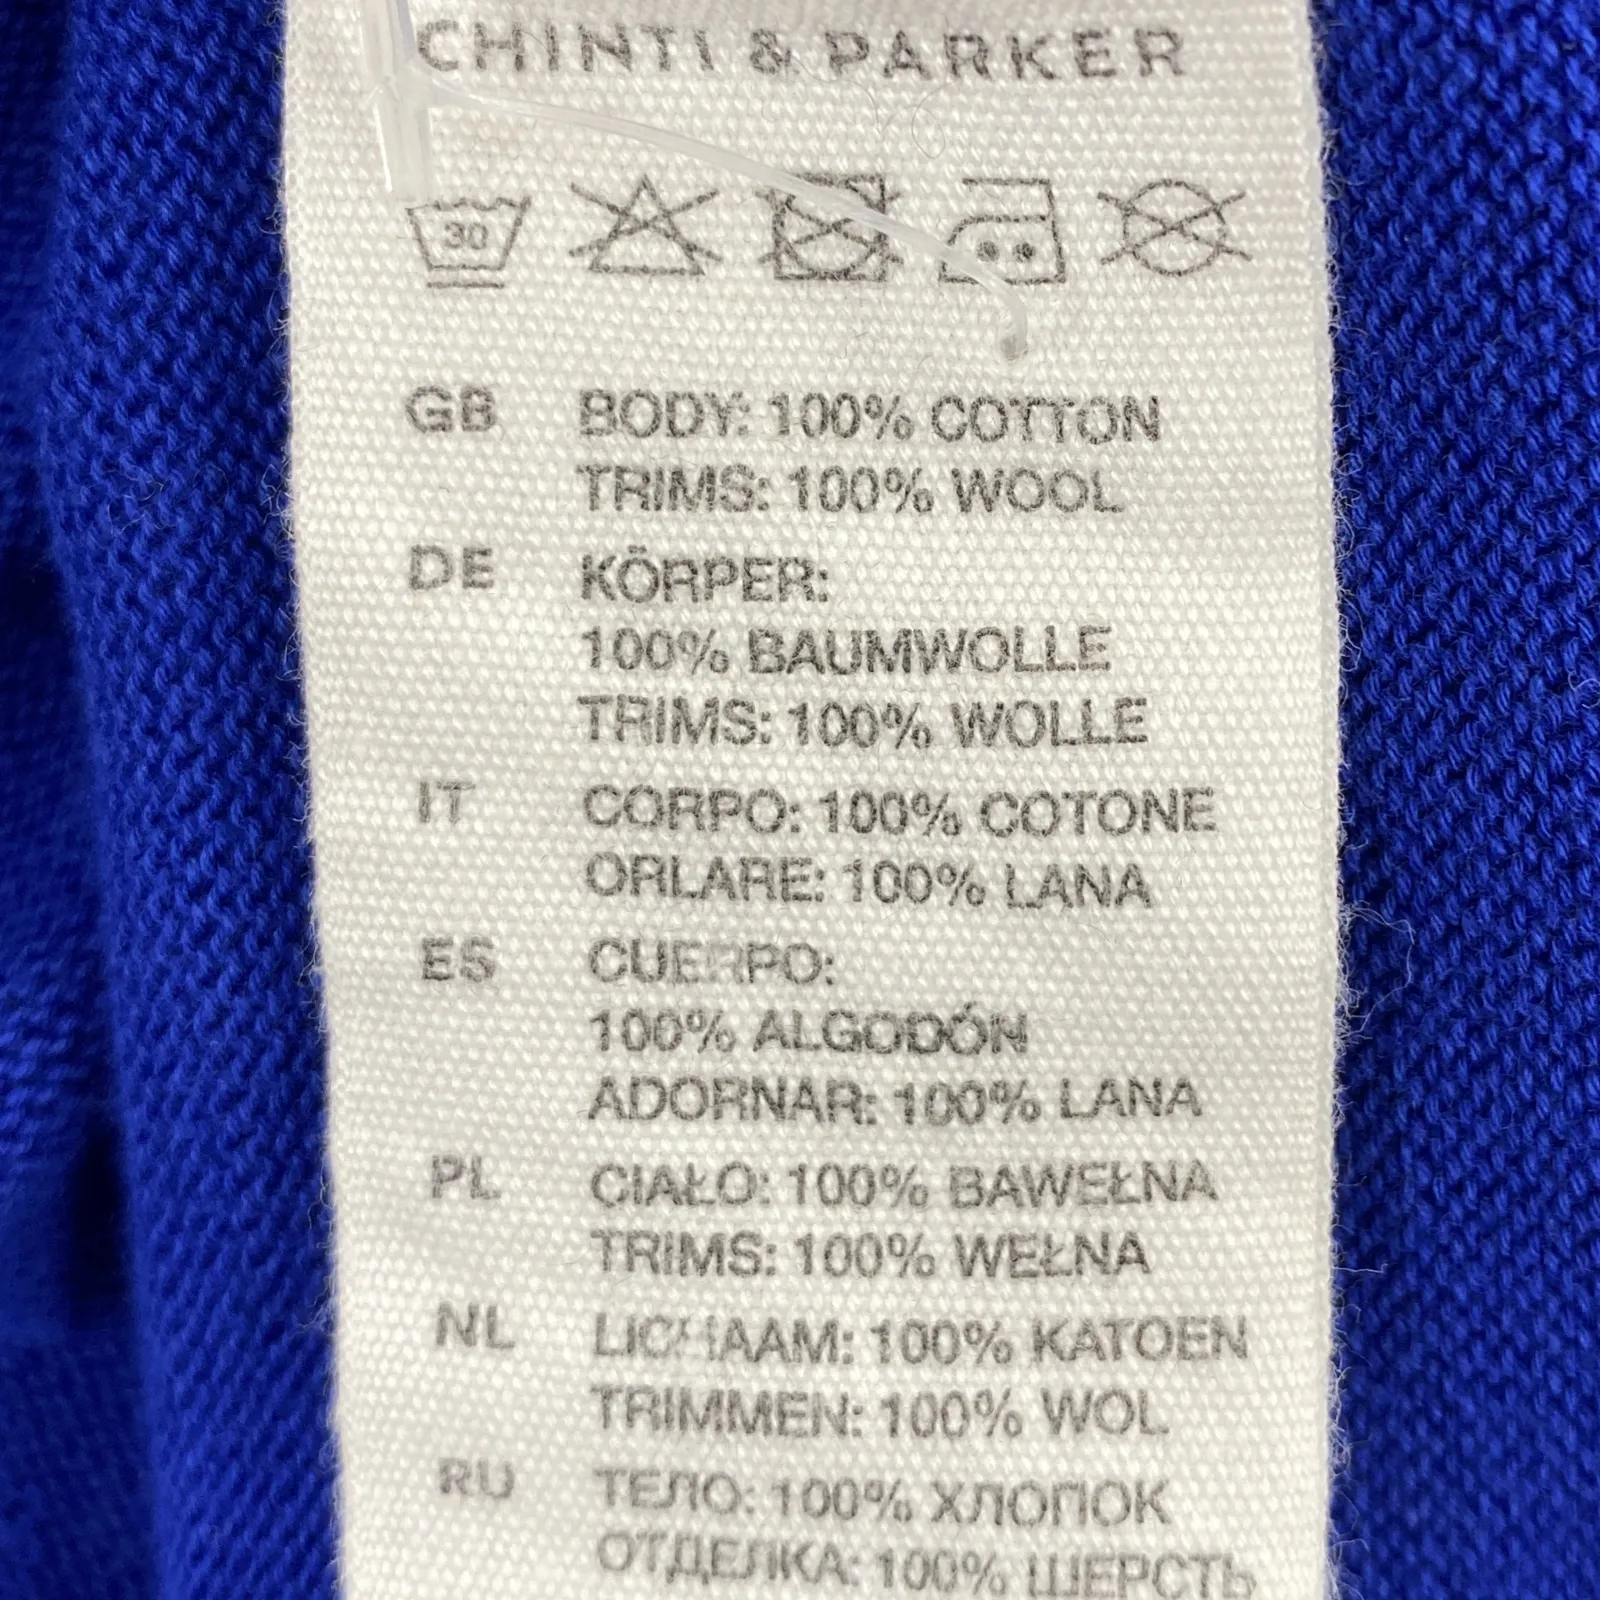 CHINTI & PARKER
30
GB BODY: 100% COTTON
TRIMS: 100% WOOL
DE KÖRPER:
100% BAUMWOLLE
TRIMS: 100% WOLLE
IT CORPO: 100% COTONE
ORLARE: 100% LANA
ES CUERPO:
100% ALGODÓN
ADORNAR: 100% LANA
PL CIAŁO: 100% BAWEŁNA
TRIMS: 100% WEŁNA
NL LICHAAM: 100% KATOEN
TRIMMEN: 100% WOL
RU ТЕЛО: 100% ХЛОПОК
ОТДЕЛКА: 100% ШЕРСТЬ